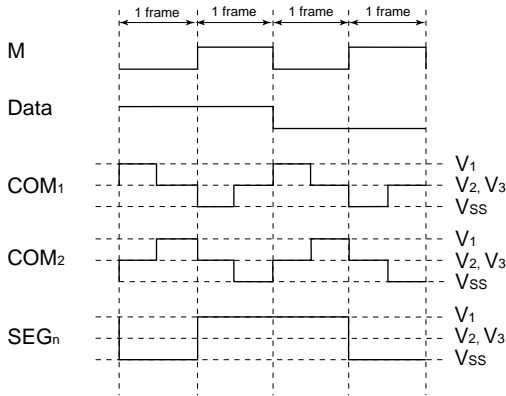 1 frame 1 frame 1 frame 1 frame
M
Data
COM1
V1
V2, V3
VSS
COM2
V1
V2, V3
VSS
SEGn
V1
V2, V3
VSS